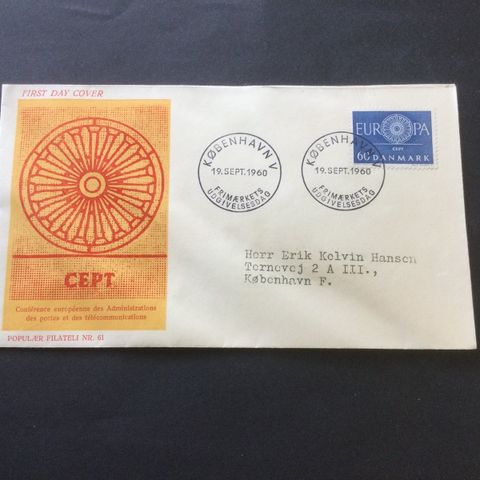 FIRST DAY COVER
CEPT
Conférence européenne des Administrations
des postes et des télécommunications
POPULÆR FILATELI NR. 61
KØBENHAVN V
19.SEPT.1960
FRIMÆRKETS
UDGIVELSESDAG
KØBENHAVN V
19.SEPT.1960
FRIMÆRKETS
UDGIVELSESDAG
EUROPA
CEPT
60 DANMARK
Herr Erik Kelvin Hansen
Ternevej 2 A III.,
København F.